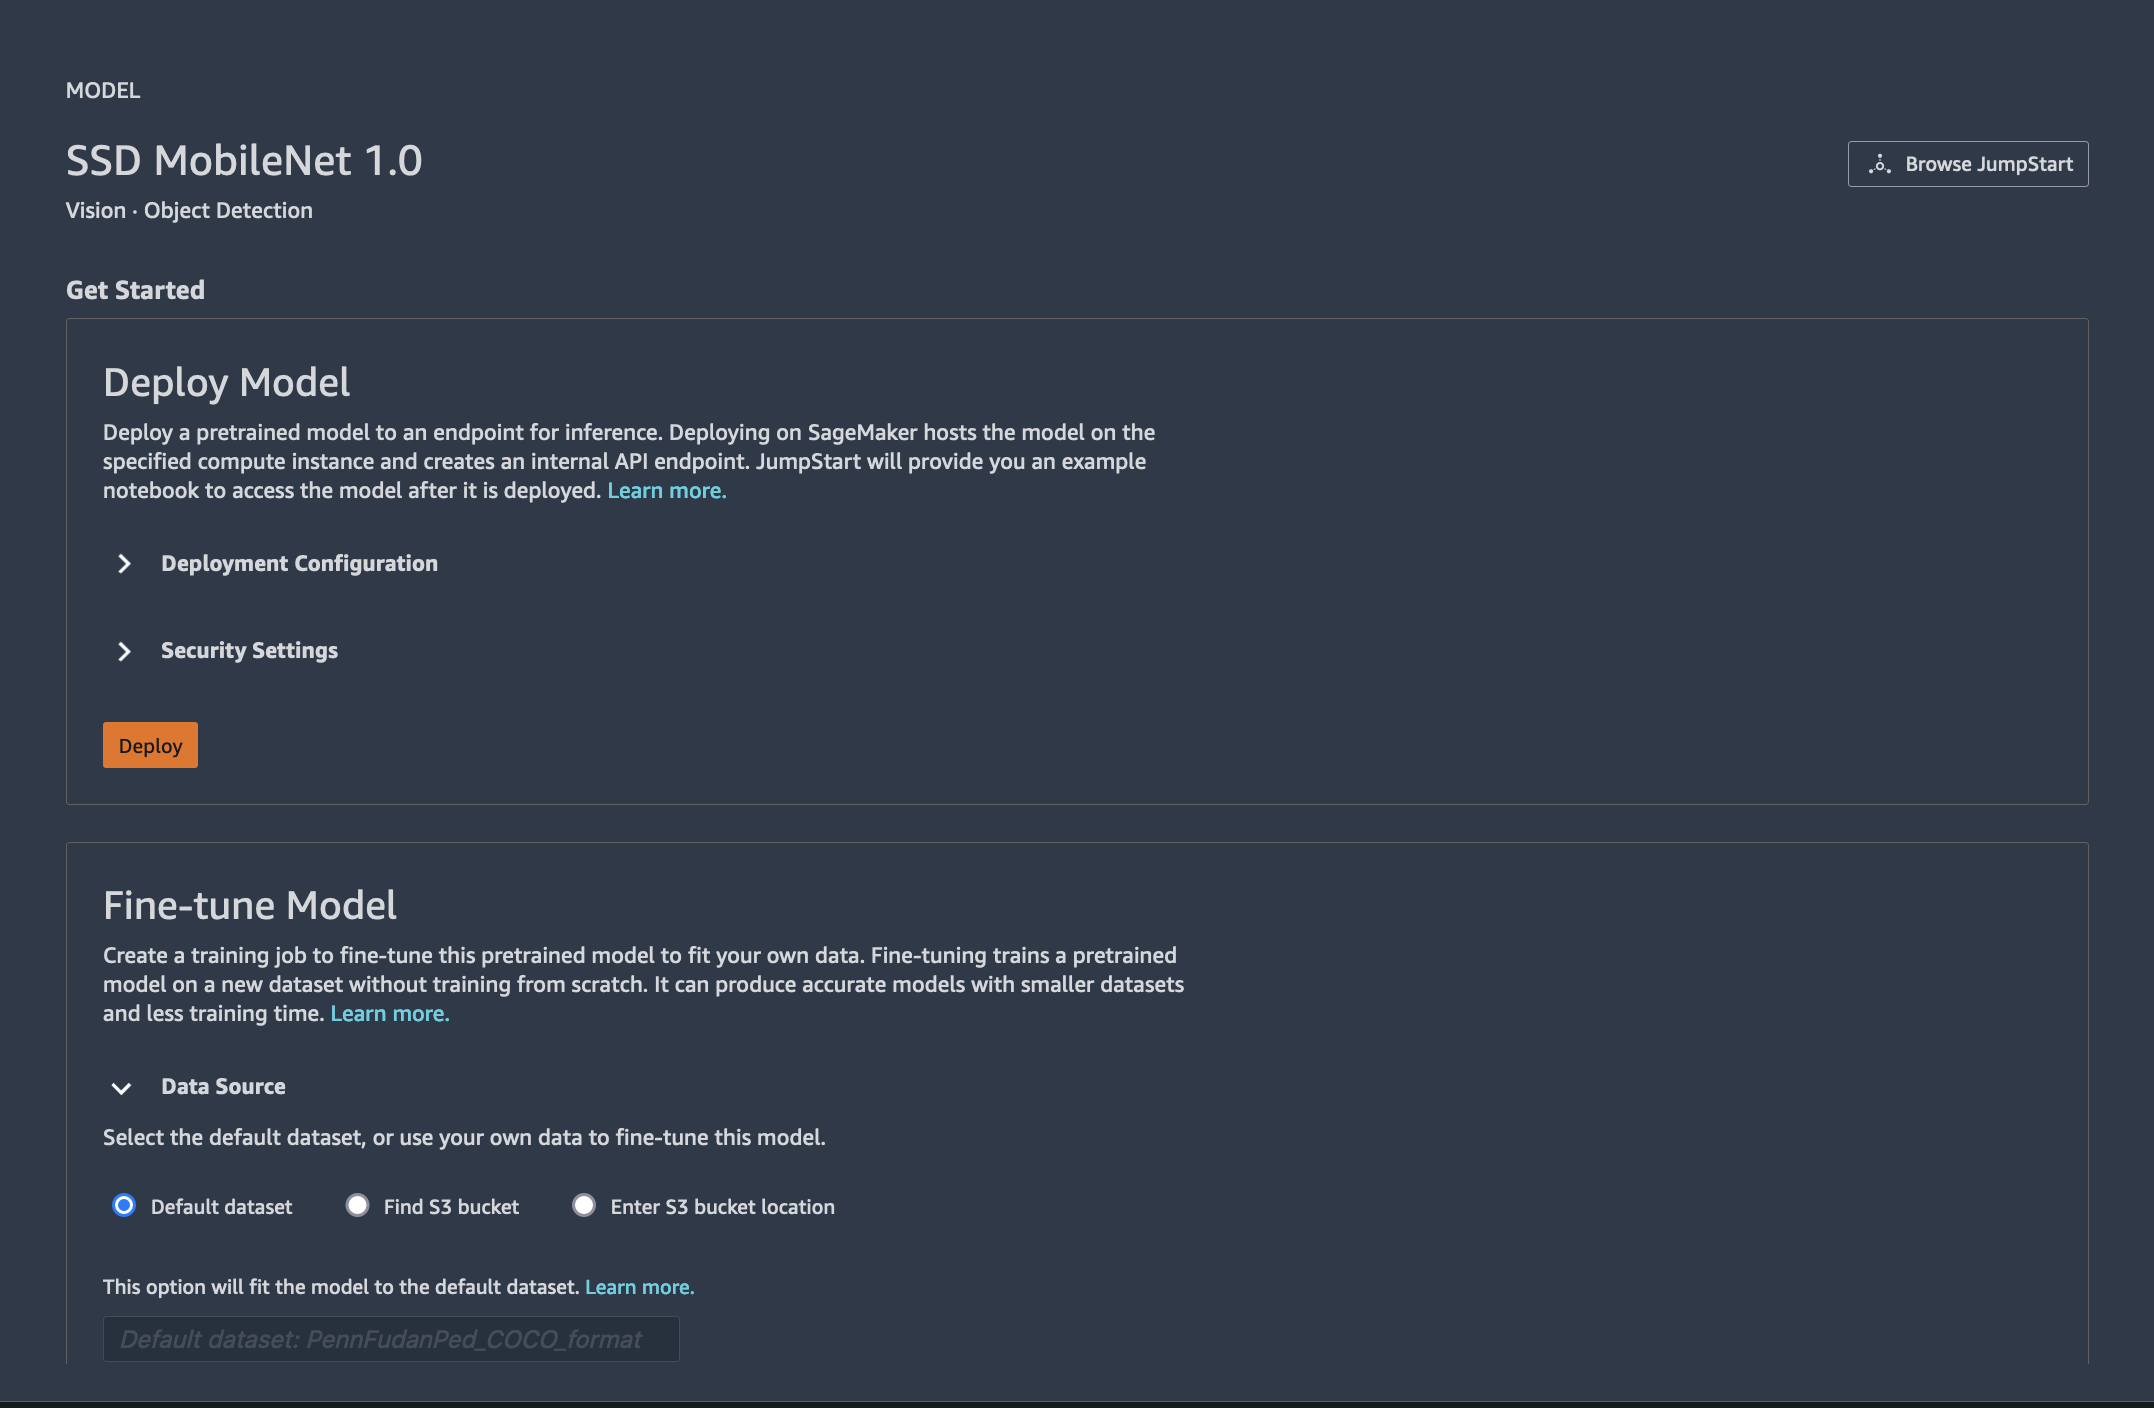 MODEL
SSD MobileNet 1.0
Browse JumpStart
Vision · Object Detection
Get Started
Deploy Model
Deploy a pretrained model to an endpoint for inference. Deploying on SageMaker hosts the model on the
specified compute instance and creates an internal API endpoint. JumpStart will provide you an example
notebook to access the model after it is deployed. Learn more.
Deployment Configuration
Security Settings
Deploy
Fine-tune Model
Create a training job to fine-tune this pretrained model to fit your own data. Fine-tuning trains a pretrained
model on a new dataset without training from scratch. It can produce accurate models with smaller datasets
and less training time. Learn more.
Data Source
Select the default dataset, or use your own data to fine-tune this model.
Default dataset Find S3 bucket Enter S3 bucket location
This option will fit the model to the default dataset. Learn more.
Default dataset: PennFudanPed_COCO_format